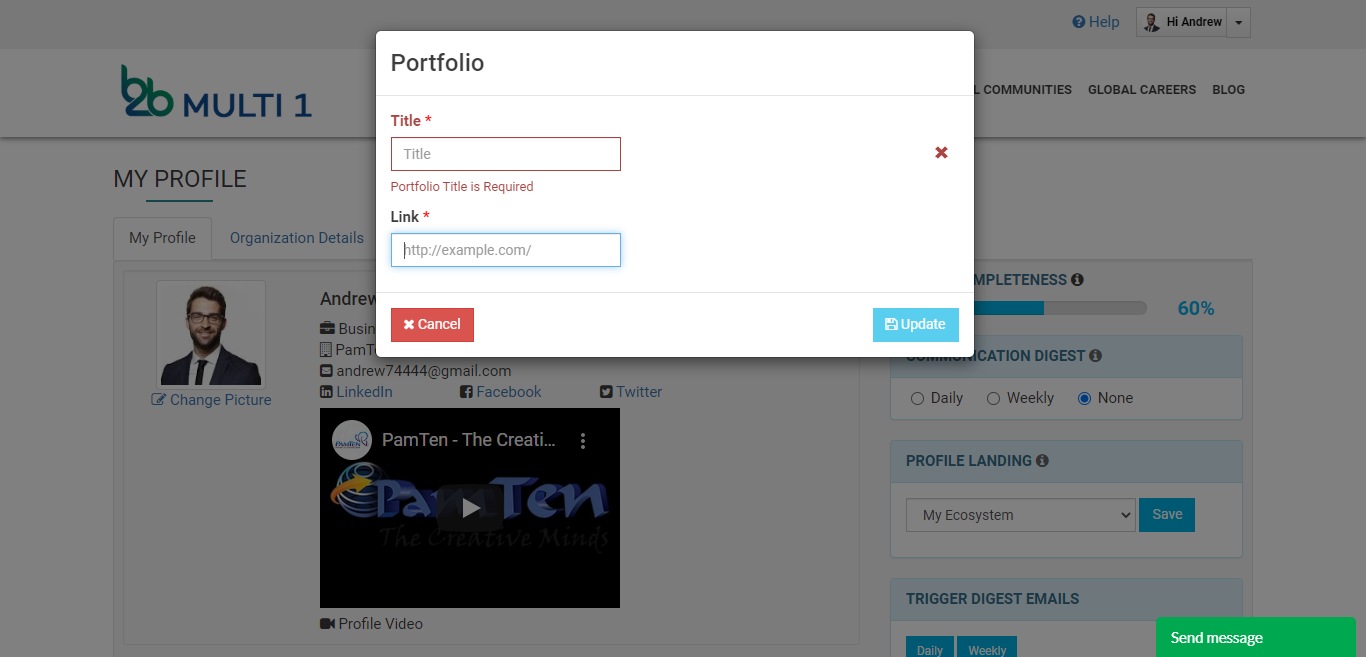 Help
Hi Andrew
b2b MULTI 1
L COMMUNITIES GLOBAL CAREERS BLOG
Portfolio
Title *
Title
Portfolio Title is Required
Link *
http://example.com/
Cancel
Update
MY PROFILE
My Profile
Organization Details
Change Picture
Andrew
Busin
PamT
andrew74444@gmail.com
LinkedIn Facebook Twitter
PamTen - The Creati...
PamTen
The Creative Minds
Profile Video
MPLETENESS
60%
COMMUNICATION DIGEST
Daily Weekly None
PROFILE LANDING
My Ecosystem
Save
TRIGGER DIGEST EMAILS
Daily Weekly
Send message